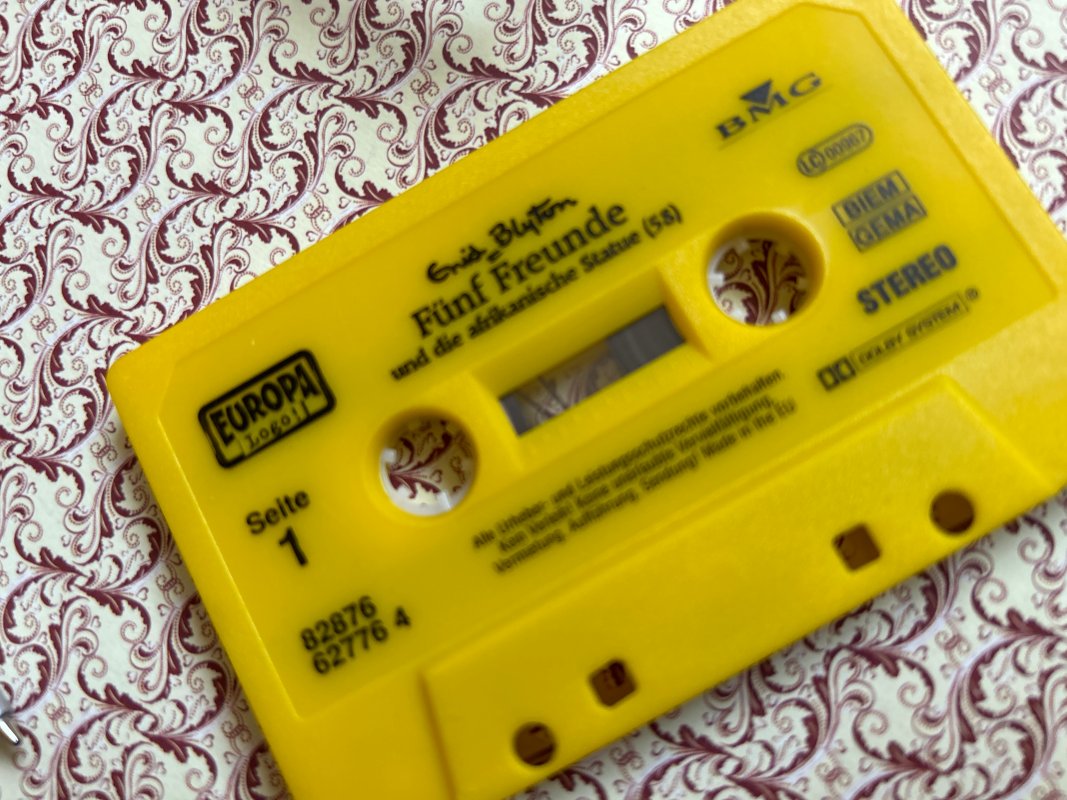 BMG
LC 00967
BIEM
GEMA
STEREO
DOLBY SYSTEM®
Enid Blyton
Fünf Freunde
und die afrikanische Statue (58)
EUROPA
Logo!
Seite
1
82876
62776 4
Alle Urheber- und Leistungsschutzrechte vorbehalten.
Kein Verleih! Keine unerlaubte Vervielfältigung,
Vermietung, Aufführung, Sendung! Made in the EU